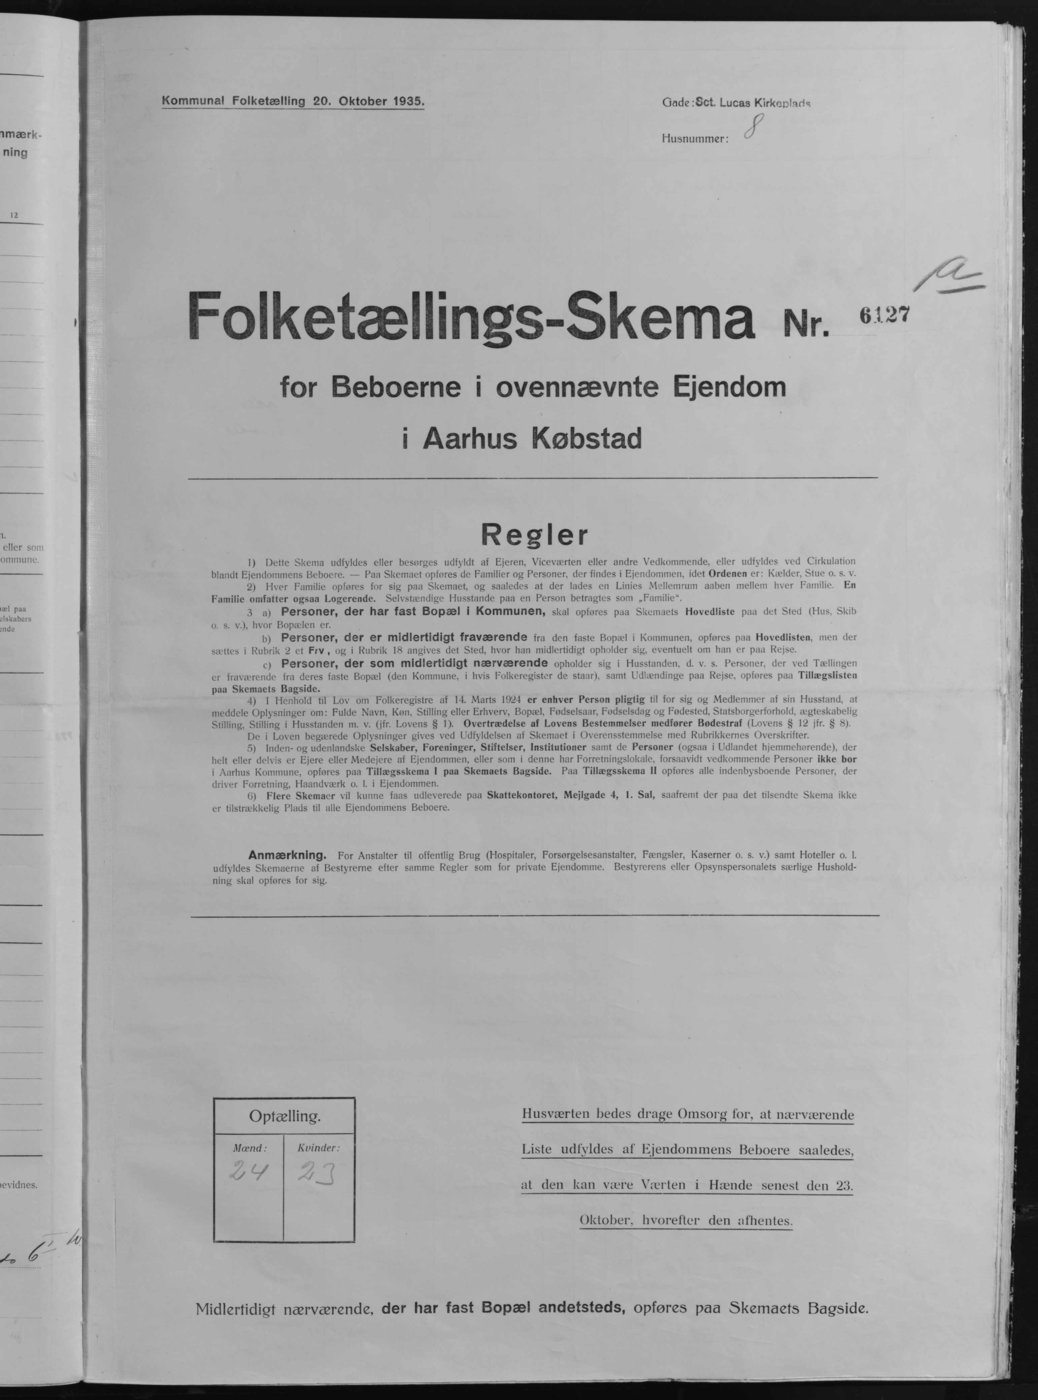 Kommunal Folketælling 20. Oktober 1935.
Gade: Sct. Lucas Kirkeplads
Husnummer: 8
a
Folketællings-Skema Nr. 6127
for Beboerne i ovennævnte Ejendom
i Aarhus Købstad
Regler
1) Dette Skema udfyldes eller besørges udfyldt af Ejeren, Viceværten eller andre Vedkommende, eller udfyldes ved Cirkulation
blandt Ejendommens Beboere. — Paa Skemaet opføres de Familier og Personer, der findes i Ejendommen, idet Ordenen er: Kælder, Stue o. s. v.
2) Hver Familie opføres for sig paa Skemaet, og saaledes at der lades en Linies Mellemrum aaben mellem hver Familie. En
Familie omfatter ogsaa Logerende. Selvstændige Husstande paa en Person betragtes som „Familie“.
3 a) Personer, der har fast Bopæl i Kommunen, skal opføres paa Skemaets Hovedliste paa det Sted (Hus, Skib
o. s. v.), hvor Bopælen er.
b) Personer, der er midlertidigt fraværende fra den faste Bopæl i Kommunen, opføres paa Hovedlisten, men der
sættes i Rubrik 2 et Frv., og i Rubrik 18 angives det Sted, hvor han midlertidigt opholder sig, eventuelt om han er paa Rejse.
c) Personer, der som midlertidigt nærværende opholder sig i Husstanden, d. v. s. Personer, der ved Tællingen
er fraværende fra deres faste Bopæl (den Kommune, i hvis Folkeregister de staar), samt Udlændinge paa Rejse, opføres paa Tillægslisten
paa Skemaets Bagside.
4) I Henhold til Lov om Folkeregistre af 14. Marts 1924 er enhver Person pligtig til for sig og Medlemmer af sin Husstand, at
meddele Oplysninger om: Fulde Navn, Køn, Stilling eller Erhverv, Bopæl, Fødselsaar, Fødselsdag og Fødested, Statsborgerforhold, ægteskabelig
Stilling, Stilling i Husstanden m. v. (jfr. Lovens § 1). Overtrædelse af Lovens Bestemmelser medfører Bødestraf (Lovens § 12 jfr. § 8).
De i Loven begærede Oplysninger gives ved Udfyldelsen af Skemaet i Overensstemmelse med Rubrikkernes Overskrifter.
5) Inden- og udenlandske Selskaber, Foreninger, Stiftelser, Institutioner samt de Personer (ogsaa i Udlandet hjemmehørende), der
helt eller delvis er Ejere eller Medejere af Ejendommen, eller som i denne har Forretningslokale, forsaavidt vedkommende Personer ikke bor
i Aarhus Kommune, opføres paa Tillægsskema I paa Skemaets Bagside. Paa Tillægsskema II opføres alle indenbysboende Personer, der
driver Forretning, Haandværk o. l. i Ejendommen.
6) Flere Skemaer vil kunne faas udleverede paa Skattekontoret, Mejlgade 4, 1. Sal, saafremt der paa det tilsendte Skema ikke
er tilstrækkelig Plads til alle Ejendommens Beboere.
Anmærkning. For Anstalter til offentlig Brug (Hospitaler, Forsørgelsesanstalter, Fængsler, Kaserner o. s. v.) samt Hoteller o. l.
udfyldes Skemaerne af Bestyrerne efter samme Regler som for private Ejendomme. Bestyrerens eller Opsynspersonalets særlige Hushold-
ning skal opføres for sig.
Optælling.
Mænd: Kvinder:
24 23
Husværten bedes drage Omsorg for, at nærværende
Liste udfyldes af Ejendommens Beboere saaledes,
at den kan være Værten i Hænde senest den 23.
Oktober, hvorefter den afhentes.
Midlertidigt nærværende, der har fast Bopæl andetsteds, opføres paa Skemaets Bagside.
nmærk-
ning
12
eller som
ommune.
æl paa
elskabers
ende
bevidnes.